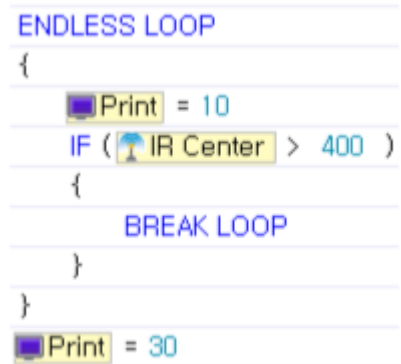 ENDLESS LOOP
{
Print = 10
IF ( IR Center > 400 )
{
BREAK LOOP
}
}
Print = 30